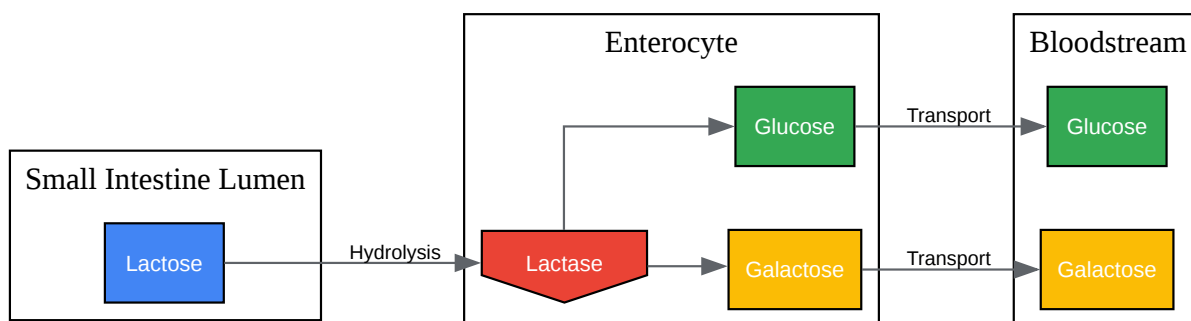 Small Intestine Lumen
Lactose
Hydrolysis
Enterocyte
Lactase
Glucose
Galactose
Transport
Transport
Bloodstream
Glucose
Galactose